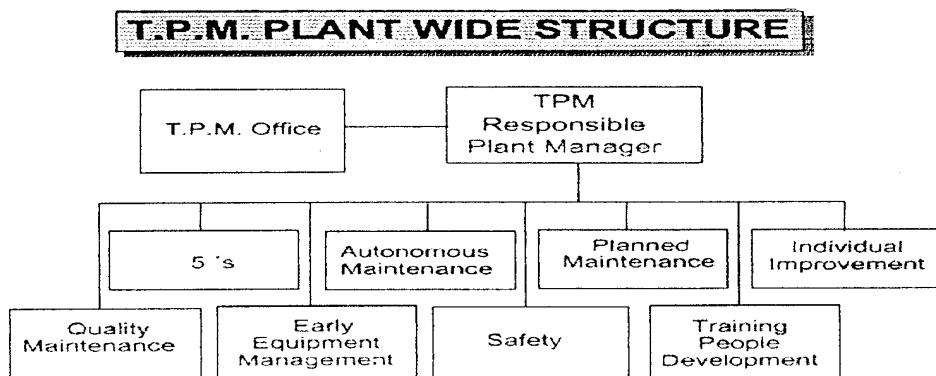 T.P.M. PLANT WIDE STRUCTURE
T.P.M. Office
TPM
Responsible
Plant Manager
5 's
Autonomous
Maintenance
Planned
Maintenance
Individual
Improvement
Quality
Maintenance
Early
Equipment
Management
Safety
Training
People
Development